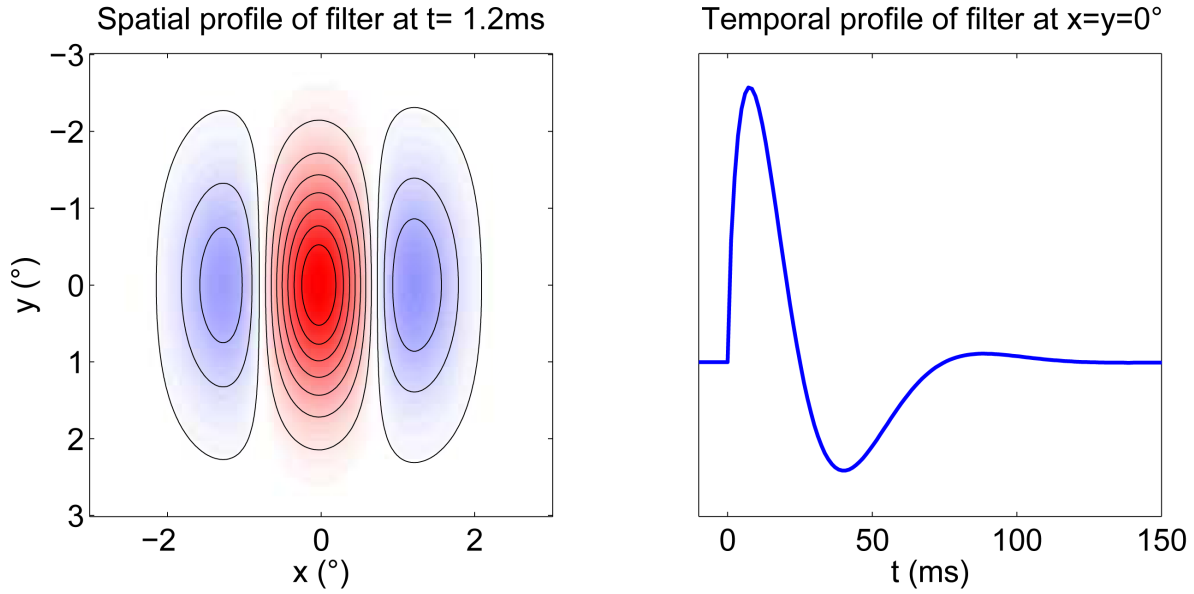 Spatial profile of filter at t= 1.2ms
−3
−2
−1
0
1
2
3
y (°)
−2 0 2
x (°)
Temporal profile of filter at x=y=0°
0 50 100 150
t (ms)